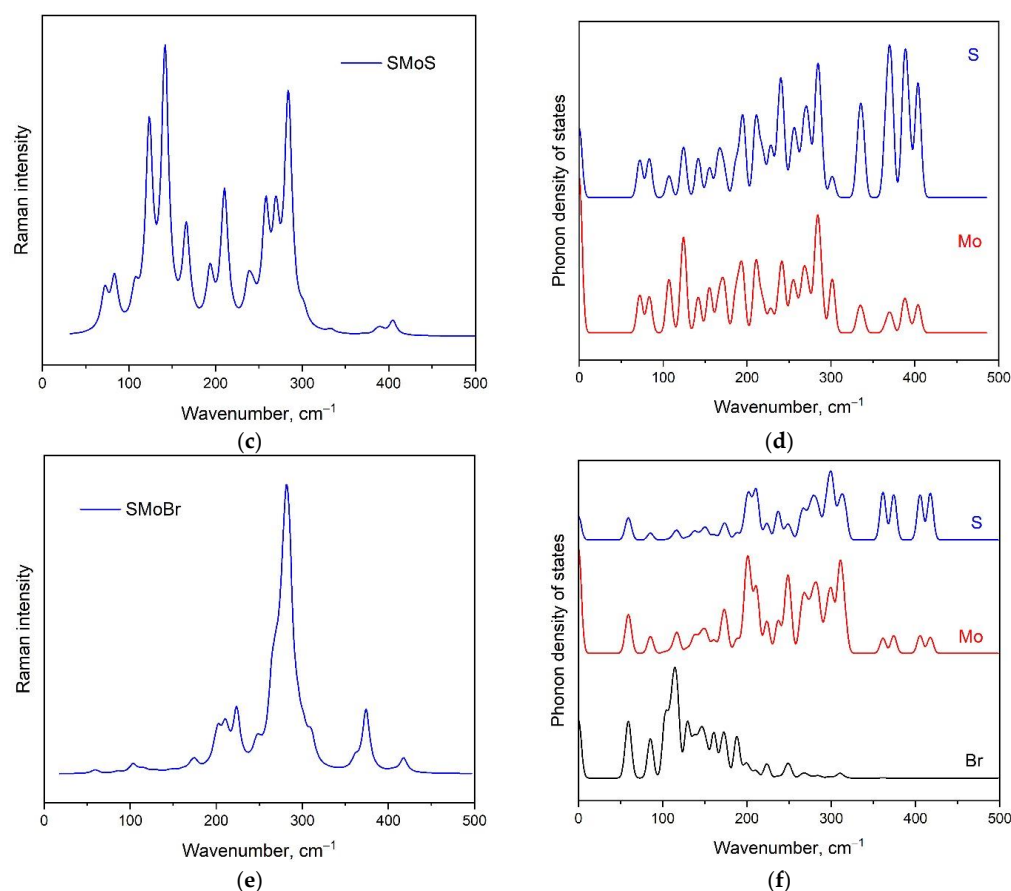 Raman intensity
SMoS
0 100 200 300 400 500
Wavenumber, cm⁻¹
(c)
Phonon density of states
S
Mo
0 100 200 300 400 500
Wavenumber, cm⁻¹
(d)
Raman intensity
SMoBr
0 100 200 300 400 500
Wavenumber, cm⁻¹
(e)
Phonon density of states
S
Mo
Br
0 100 200 300 400 500
Wavenumber, cm⁻¹
(f)